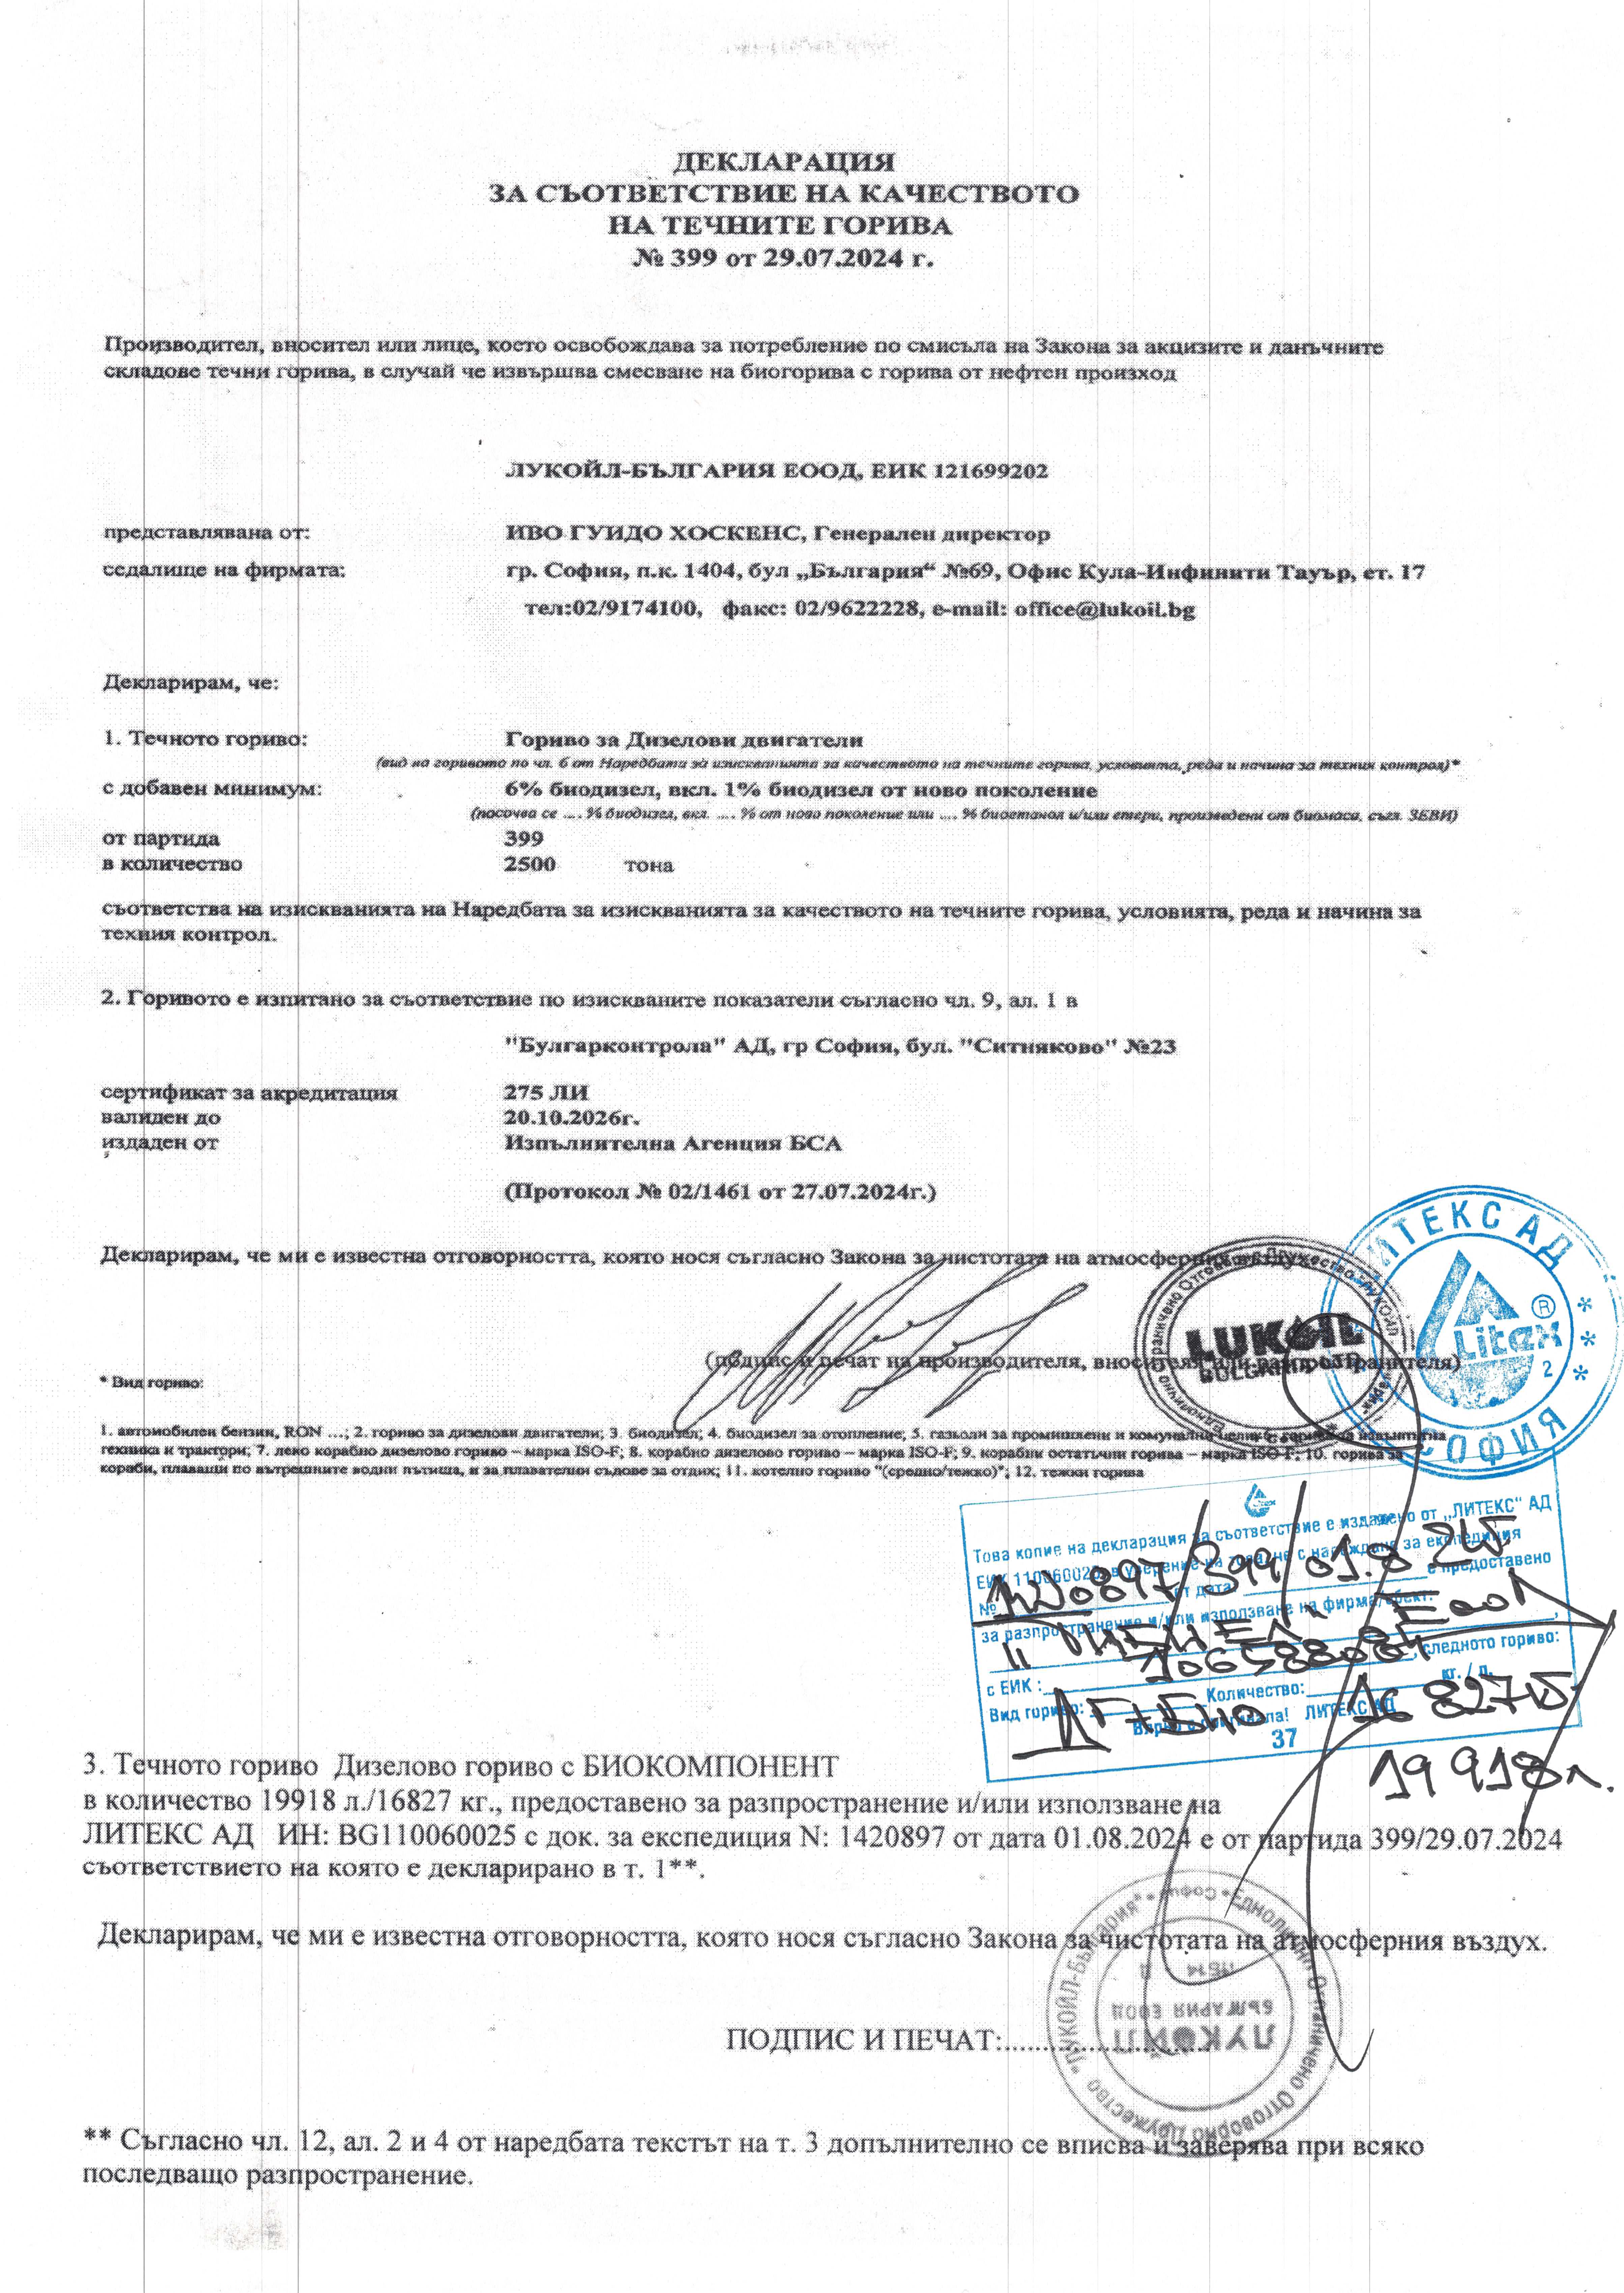 ДЕКЛАРАЦИЯ
ЗА СЪОТВЕТСТВИЕ НА КАЧЕСТВОТО
НА ТЕЧНИТЕ ГОРИВА
№ 399 от 29.07.2024 г.
Производител, вносител или лице, което освобождава за потребление по смисъла на Закона за акцизите и данъчните
складове течни горива, в случай че извършва смесване на биогорива с горива от нефтен произход
ЛУКОЙЛ-БЪЛГАРИЯ ЕООД, ЕИК 121699202
представлявана от: ИВО ГУИДО ХОСКЕНС, Генерален директор
седалище на фирмата: гр. София, п.к. 1404, бул „България“ №69, Офис Кула-Инфинити Тауър, ет. 17
тел:02/9174100, факс: 02/9622228, e-mail: office@lukoil.bg
Декларирам, че:
1. Течното гориво: Гориво за Дизелови двигатели
(вид на горивото по чл. 6 от Наредбата за изискванията за качеството на течните горива, условията, реда и начина за техния контрол)*
с добавен минимум: 6% биодизел, вкл. 1% биодизел от ново поколение
(посочва се .... % биодизел, вкл. .... % от ново поколение или .... % биоетанол и/или етери, произведени от биомаса, съгл. ЗЕВИ)
от партида 399
в количество 2500 тона
съответства на изискванията на Наредбата за изискванията за качеството на течните горива, условията, реда и начина за
техния контрол.
2. Горивото е изпитано за съответствие по изискваните показатели съгласно чл. 9, ал. 1 в
"Булгарконтрола" АД, гр София, бул. "Ситняково" №23
сертификат за акредитация 275 ЛИ
валиден до 20.10.2026г.
издаден от Изпълнителна Агенция БСА
(Протокол № 02/1461 от 27.07.2024г.)
Декларирам, че ми е известна отговорността, която нося съгласно Закона за чистотата на атмосферния въздух
LUKOIL
BULGARIA LTD
ЛИТЕКС АД
Litex ®
2
* * *
СОФИЯ
(подпис и печат на производителя, вносителя или разпространителя)
* Вид гориво:
1. автомобилен бензин, RON ...; 2. гориво за дизелови двигатели; 3. биодизел; 4. биодизел за отопление; 5. газьоли за промишлени и комунални цели; 6. горива за извънпътна
техника и трактори; 7. леко корабно дизелово гориво – марка ISO-F; 8. корабно дизелово гориво – марка ISO-F; 9. корабни остатъчни горива – марка ISO-F; 10. горива за
кораби, плаващи по вътрешните водни пътища, и за плавателни съдове за отдих; 11. котелно гориво "(средно/тежко)"; 12. тежки горива
Това копие на декларация за съответствие е издадено от „ЛИТЕКС" АД
ЕИК 110060025, в уверение на това, че с нареждане за експедиция
№ 1420897/399/01.8.24г. от дата е предоставено
за разпространение и/или използване на фирма/обект:
ЕООД
с ЕИК : 106588084, следното гориво:
Вид гориво: Дгжено Количество: 16 827 кг. / л.
Вярно с оригинала! ЛИТЕКС АД
37
19 918л.
3. Течното гориво Дизелово гориво с БИОКОМПОНЕНТ
в количество 19918 л./16827 кг., предоставено за разпространение и/или използване на
ЛИТЕКС АД ИН: BG110060025 с док. за експедиция N: 1420897 от дата 01.08.2024 е от партида 399/29.07.2024
съответствието на която е декларирано в т. 1**.
Декларирам, че ми е известна отговорността, която нося съгласно Закона за чистотата на атмосферния въздух.
ПОДПИС И ПЕЧАТ:..........................
Еднолично Ограничено Отговорно Дружество "Лукойл-България" • София •
ЛУКОЙЛ
БЪЛГАРИЯ ЕООД
** Съгласно чл. 12, ал. 2 и 4 от наредбата текстът на т. 3 допълнително се вписва и заверява при всяко
последващо разпространение.